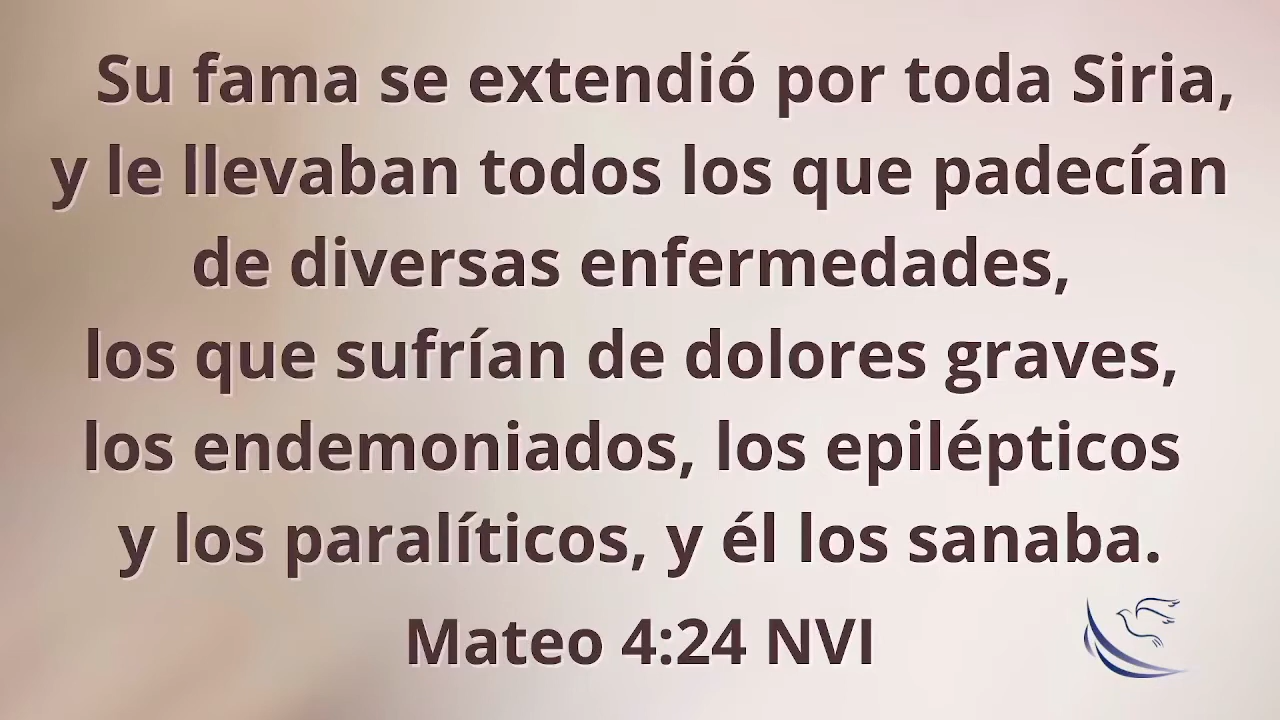 Su fama se extendió por toda Siria,
y le llevaban todos los que padecían
de diversas enfermedades,
los que sufrían de dolores graves,
los endemoniados, los epilépticos
y los paralíticos, y él los sanaba.
Mateo 4:24 NVI